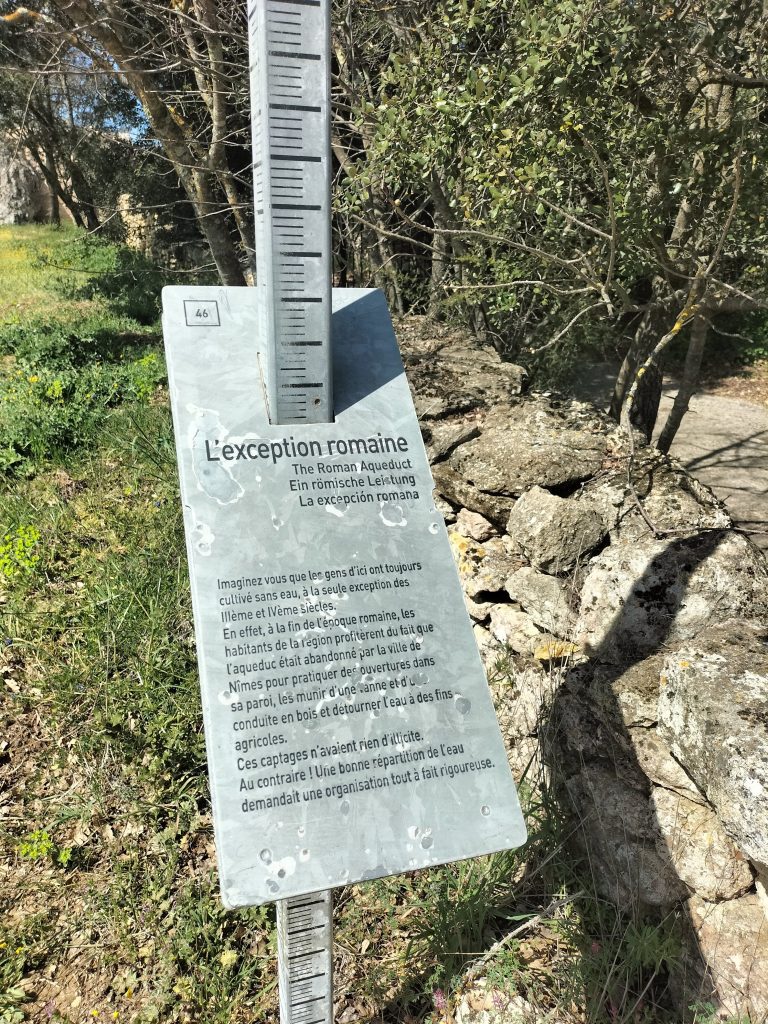 46
L'exception romaine
The Roman Aqueduct
Ein römische Leistung
La excepción romana
Imaginez vous que les gens d'ici ont toujours
cultivé sans eau, à la seule exception des
IIIème et IVème siècles.
En effet, à la fin de l'époque romaine, les
habitants de la région profitèrent du fait que
l'aqueduc était abandonné par la ville de
Nîmes pour pratiquer des ouvertures dans
sa paroi, les munir d'une vanne et
conduite en bois et détourner l'eau à des fins
agricoles.
Ces captages n'avaient rien d'illicite.
Au contraire ! Une bonne répartition de l'eau
demandait une organisation tout à fait rigoureuse.